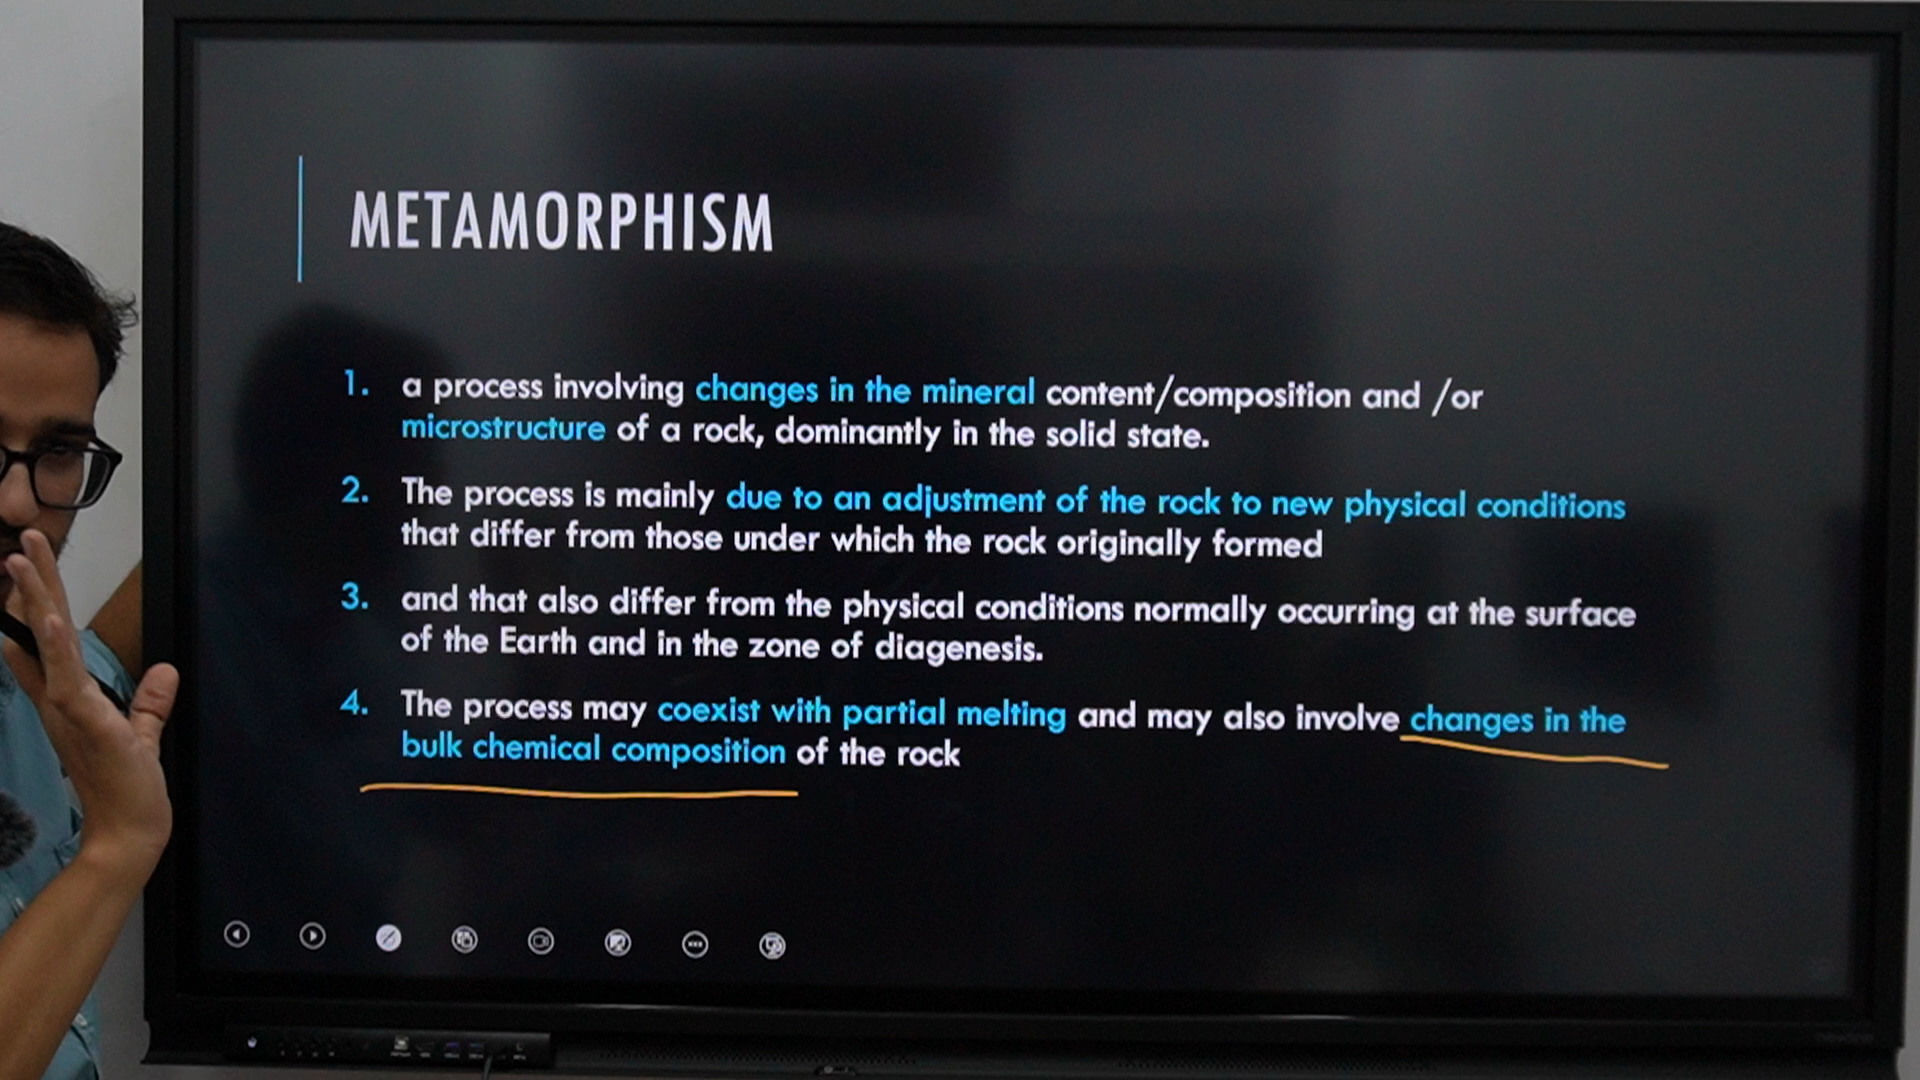 METAMORPHISM
1. a process involving changes in the mineral content/composition and /or
microstructure of a rock, dominantly in the solid state.
2. The process is mainly due to an adjustment of the rock to new physical conditions
that differ from those under which the rock originally formed
3. and that also differ from the physical conditions normally occurring at the surface
of the Earth and in the zone of diagenesis.
4. The process may coexist with partial melting and may also involve changes in the
bulk chemical composition of the rock